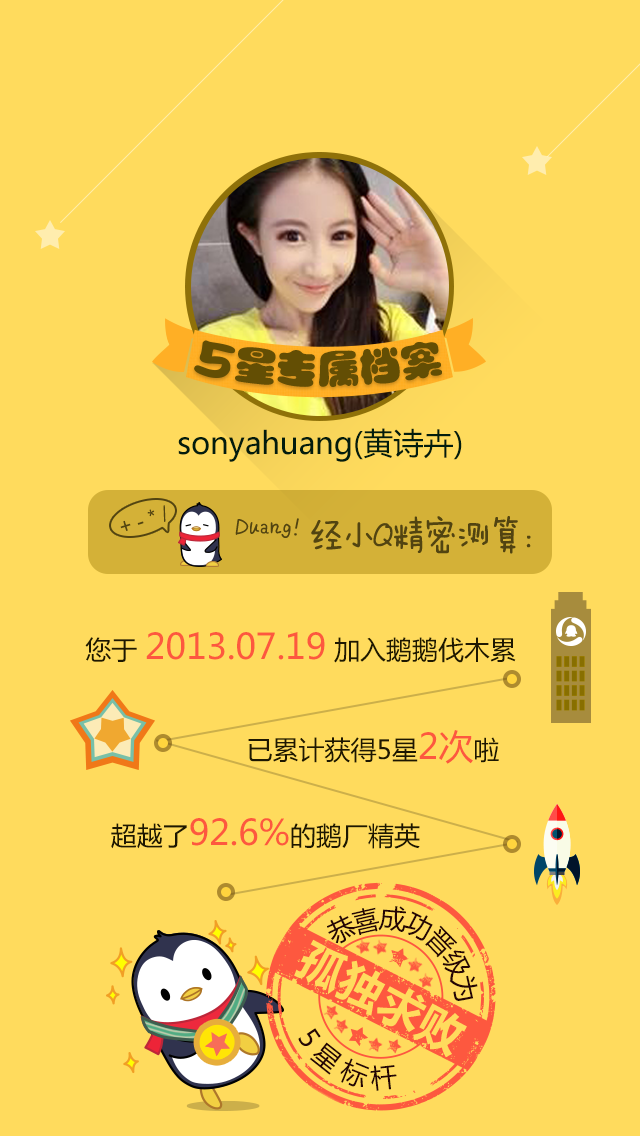 5星专属档案
sonyahuang(黄诗卉)
+ - * /
Duang! 经小Q精密测算:
您于 2013.07.19 加入鹅鹅伐木累
已累计获得5星2次啦
超越了92.6%的鹅厂精英
恭喜成功晋级为
孤独求败
5星标杆